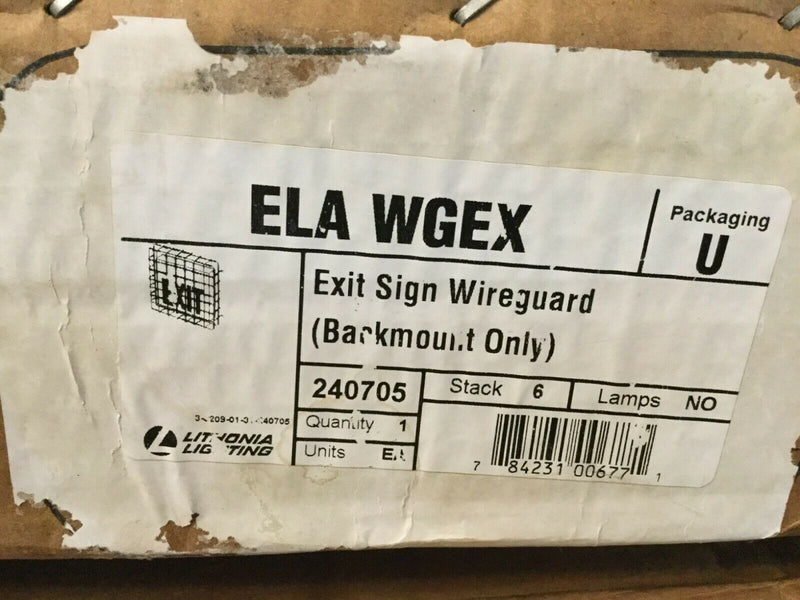 ELA WGEX
Packaging
U
EXIT
Exit Sign Wireguard
(Backmount Only)
240705
Stack 6
Lamps NO
Quantity 1
Units
LITHONIA
LIGHTING
7 84231 00677 1